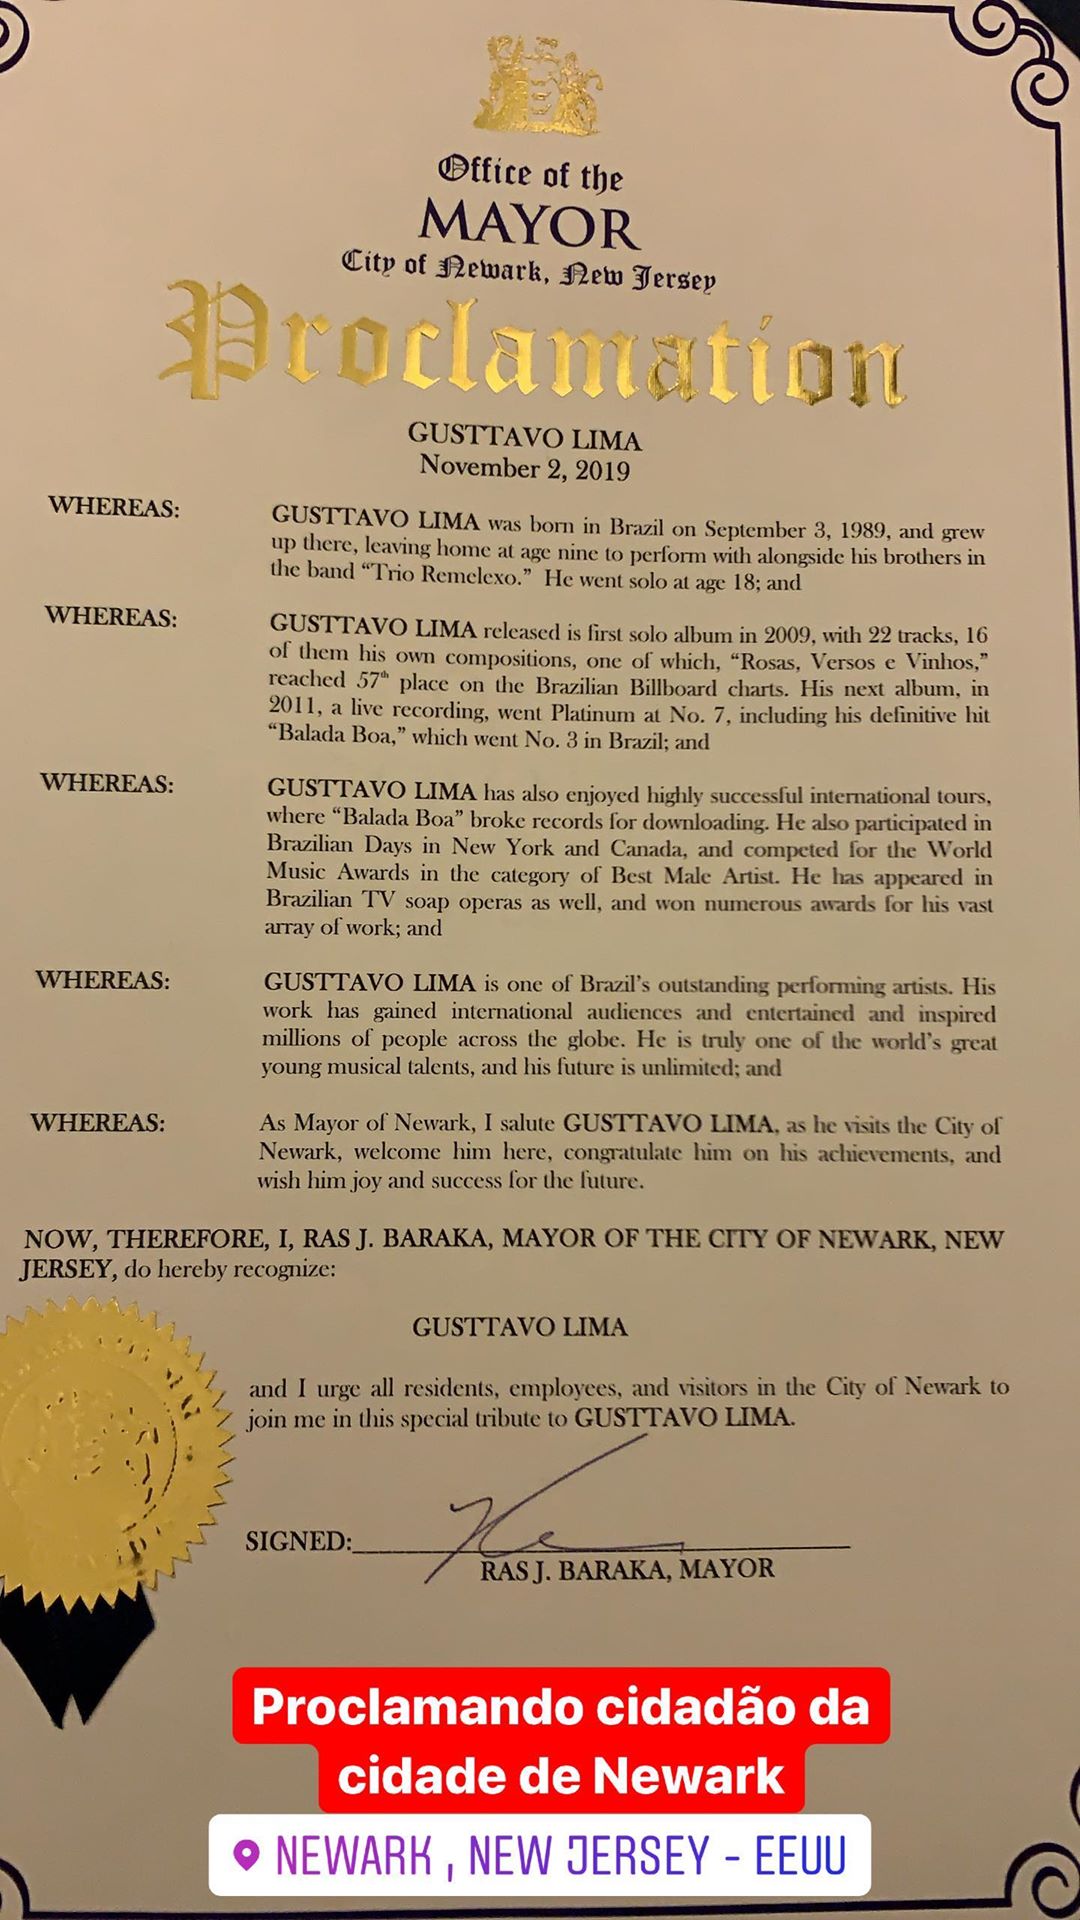 Office of the
MAYOR
City of Newark, New Jersey
Proclamation
GUSTTAVO LIMA
November 2, 2019
WHEREAS: GUSTTAVO LIMA was born in Brazil on September 3, 1989, and grew
up there, leaving home at age nine to perform with alongside his brothers in
the band “Trio Remelexo.” He went solo at age 18; and
WHEREAS: GUSTTAVO LIMA released is first solo album in 2009, with 22 tracks, 16
of them his own compositions, one of which, “Rosas, Versos e Vinhos,”
reached 57th place on the Brazilian Billboard charts. His next album, in
2011, a live recording, went Platinum at No. 7, including his definitive hit
“Balada Boa,” which went No. 3 in Brazil; and
WHEREAS: GUSTTAVO LIMA has also enjoyed highly successful international tours,
where “Balada Boa” broke records for downloading. He also participated in
Brazilian Days in New York and Canada, and competed for the World
Music Awards in the category of Best Male Artist. He has appeared in
Brazilian TV soap operas as well, and won numerous awards for his vast
array of work; and
WHEREAS: GUSTTAVO LIMA is one of Brazil’s outstanding performing artists. His
work has gained international audiences and entertained and inspired
millions of people across the globe. He is truly one of the world’s great
young musical talents, and his future is unlimited; and
WHEREAS: As Mayor of Newark, I salute GUSTTAVO LIMA, as he visits the City of
Newark, welcome him here, congratulate him on his achievements, and
wish him joy and success for the future.
NOW, THEREFORE, I, RAS J. BARAKA, MAYOR OF THE CITY OF NEWARK, NEW
JERSEY, do hereby recognize:
GUSTTAVO LIMA
and I urge all residents, employees, and visitors in the City of Newark to
join me in this special tribute to GUSTTAVO LIMA.
SIGNED:
RAS J. BARAKA, MAYOR
Proclamando cidadão da
cidade de Newark
NEWARK , NEW JERSEY - EEUU